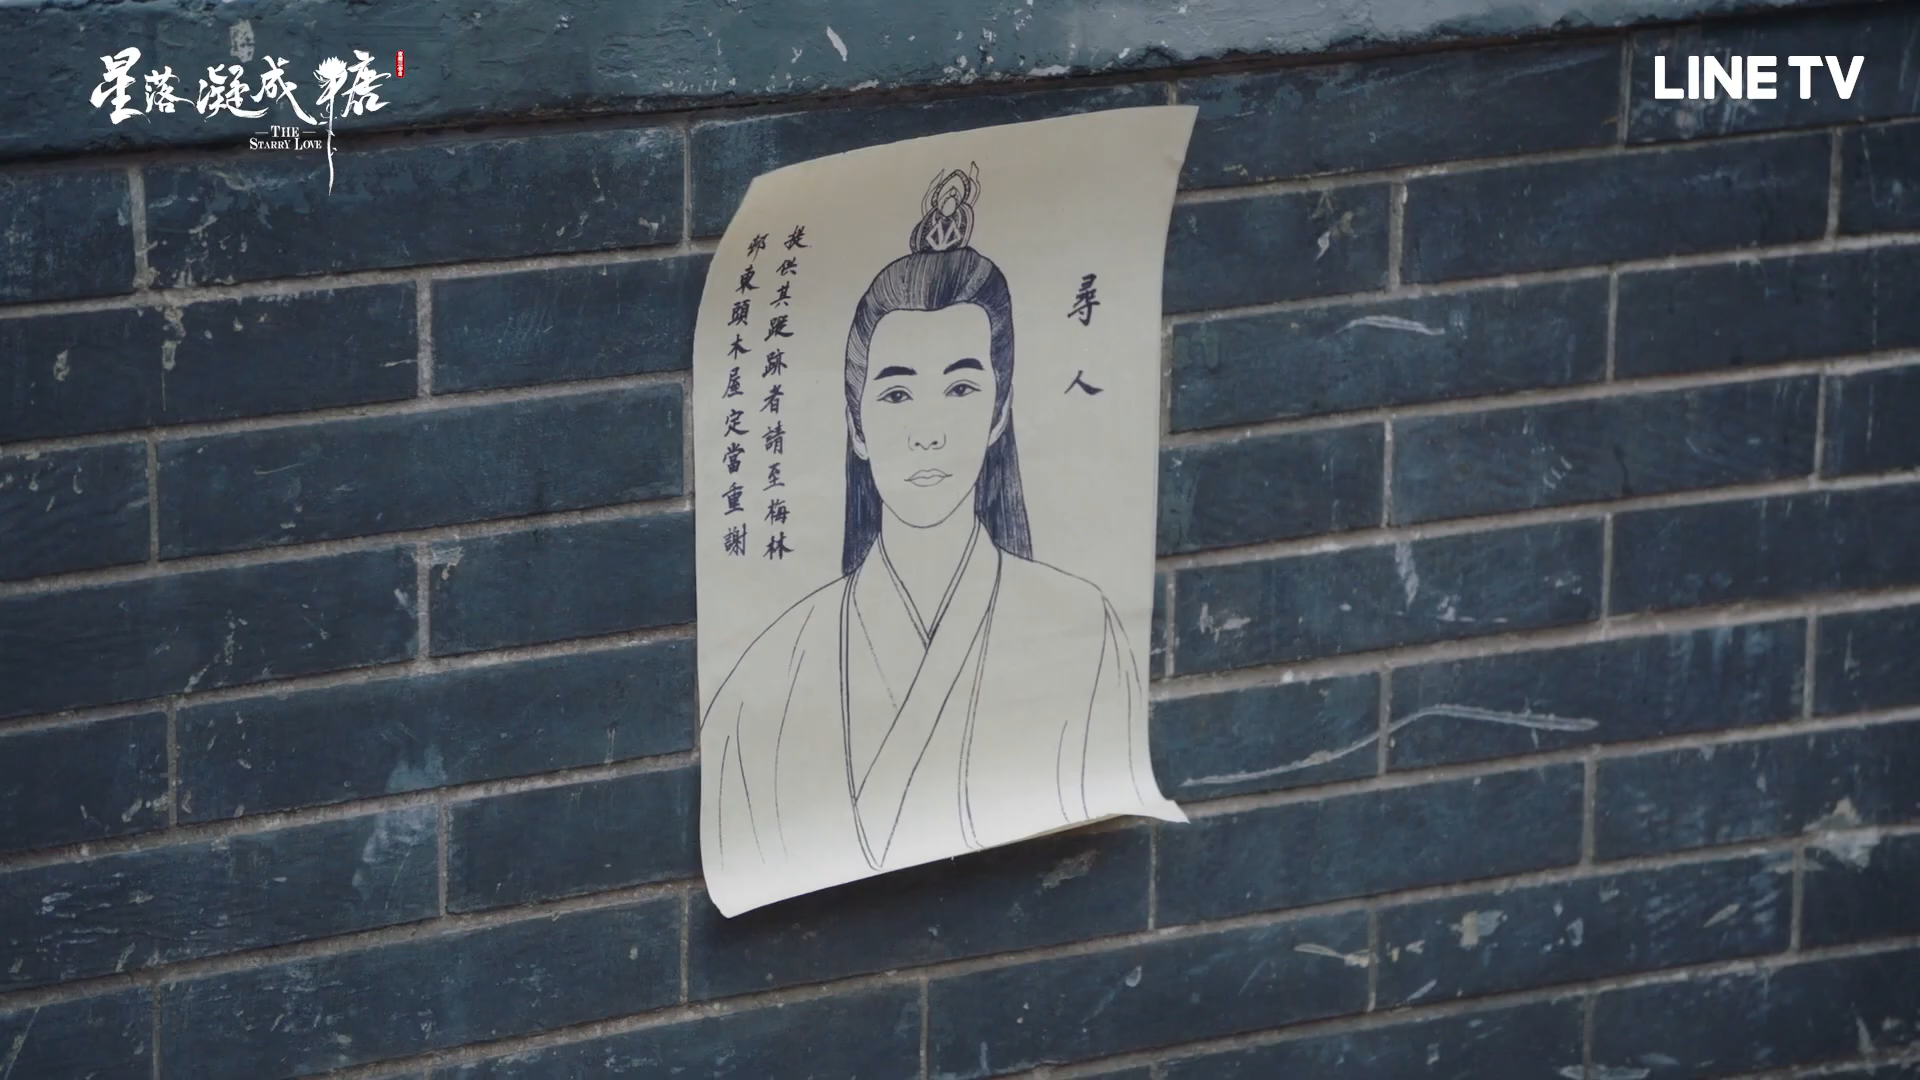 星落凝成糖
THE
STARRY LOVE
LINE TV
尋人
提供其蹤跡者請至梅林
邨東頭木屋定當重謝